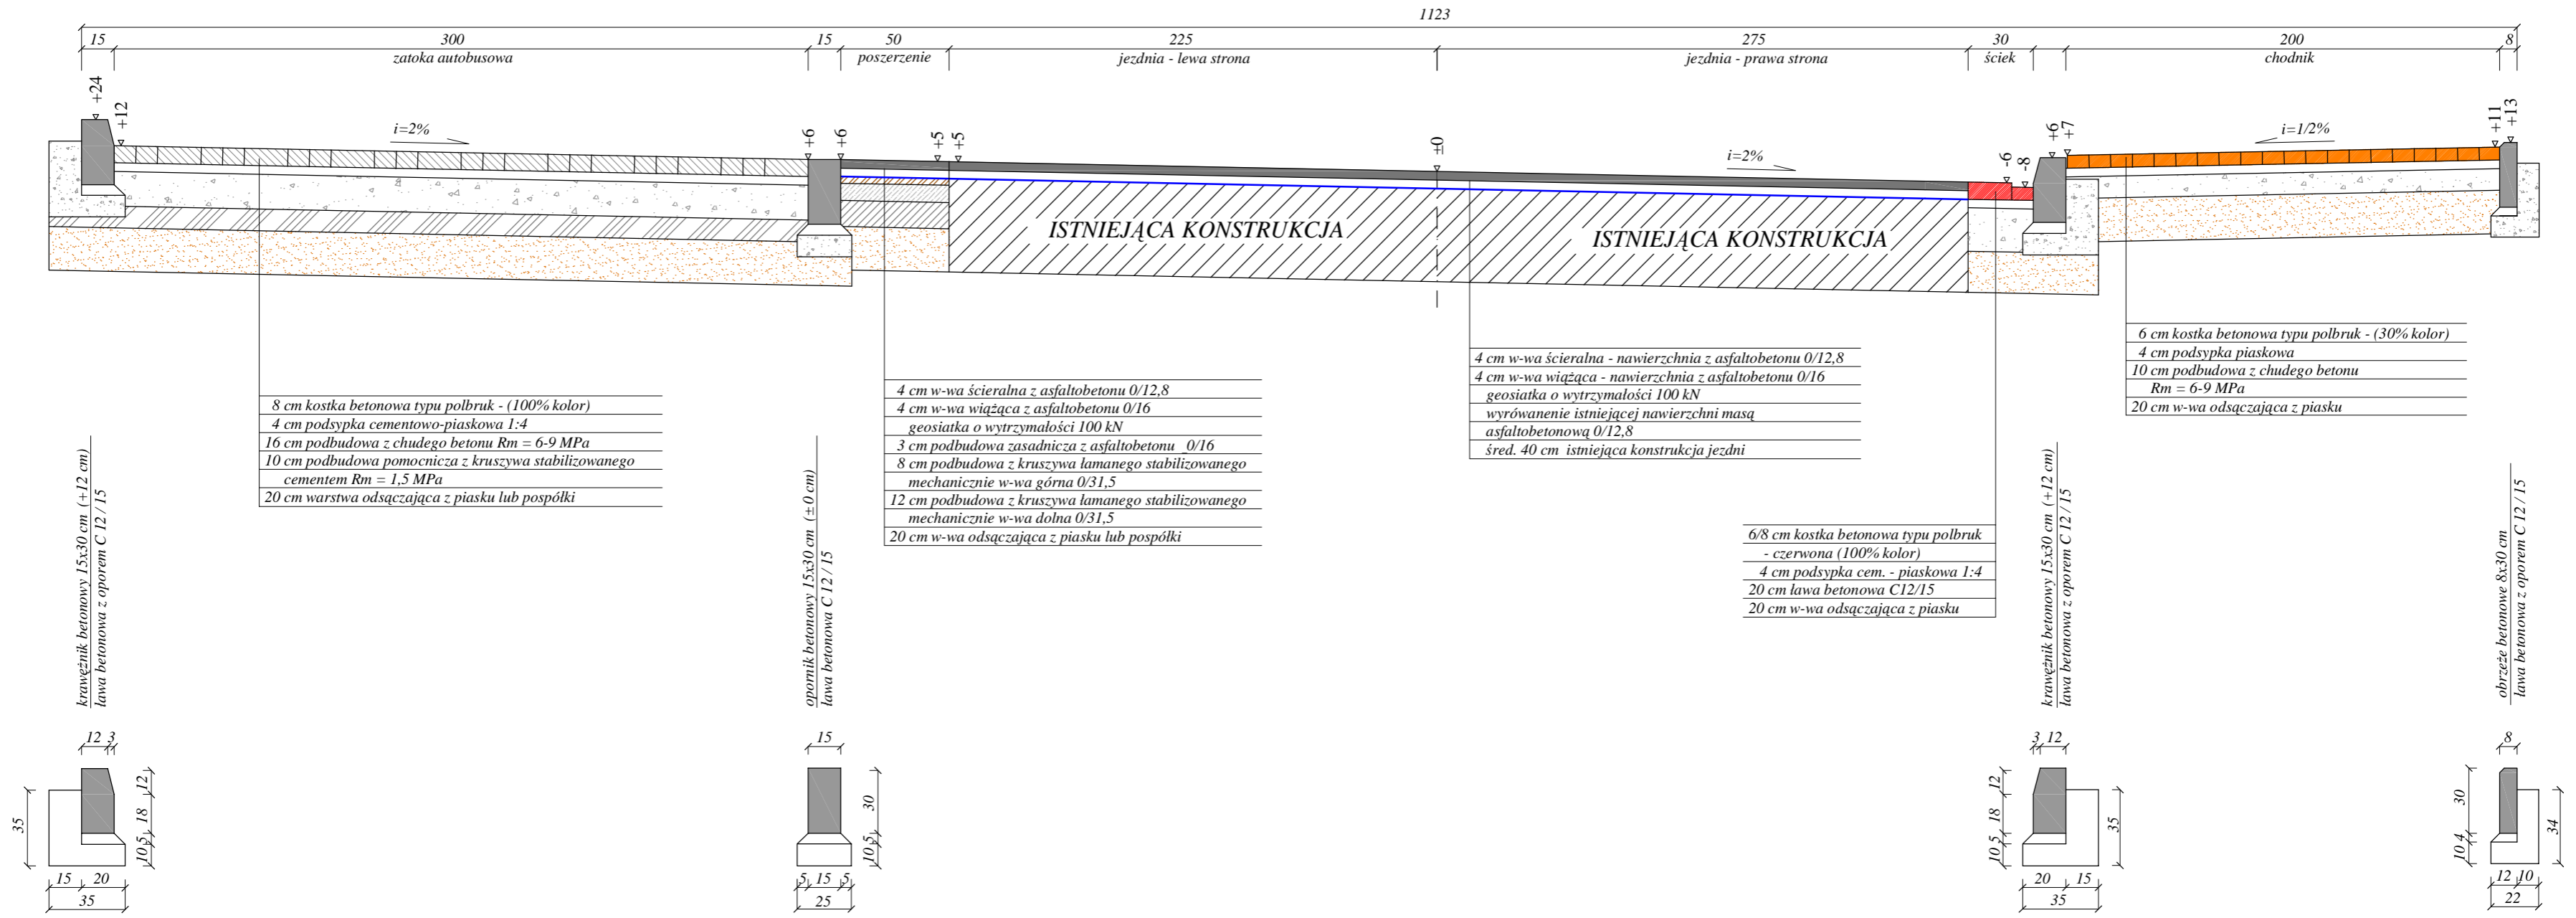 1123
15 300 15 50 225 275 30 200 8
zatoka autobusowa poszerzenie jezdnia - lewa strona jezdnia - prawa strona ściek chodnik
+24 +12 +6 +6 +5 +5 ±0 -6 -8 +6 +7 +11 +13
i=2% i=2% i=1/2%
ISTNIEJĄCA KONSTRUKCJA ISTNIEJĄCA KONSTRUKCJA
8 cm kostka betonowa typu polbruk - (100% kolor)
4 cm podsypka cementowo-piaskowa 1:4
16 cm podbudowa z chudego betonu Rm = 6-9 MPa
10 cm podbudowa pomocnicza z kruszywa stabilizowanego
cementem Rm = 1,5 MPa
20 cm warstwa odsączająca z piasku lub pospółki
4 cm w-wa ścieralna z asfaltobetonu 0/12,8
4 cm w-wa wiążąca z asfaltobetonu 0/16
geosiatka o wytrzymałości 100 kN
3 cm podbudowa zasadnicza z asfaltobetonu _0/16
8 cm podbudowa z kruszywa łamanego stabilizowanego
mechanicznie w-wa górna 0/31,5
12 cm podbudowa z kruszywa łamanego stabilizowanego
mechanicznie w-wa dolna 0/31,5
20 cm w-wa odsączająca z piasku lub pospółki
4 cm w-wa ścieralna - nawierzchnia z asfaltobetonu 0/12,8
4 cm w-wa wiążąca - nawierzchnia z asfaltobetonu 0/16
geosiatka o wytrzymałości 100 kN
wyrówanenie istniejącej nawierzchni masą
asfaltobetonową 0/12,8
śred. 40 cm istniejąca konstrukcja jezdni
6 cm kostka betonowa typu polbruk - (30% kolor)
4 cm podsypka piaskowa
10 cm podbudowa z chudego betonu
Rm = 6-9 MPa
20 cm w-wa odsączająca z piasku
6/8 cm kostka betonowa typu polbruk
- czerwona (100% kolor)
4 cm podsypka cem. - piaskowa 1:4
20 cm ława betonowa C12/15
20 cm w-wa odsączająca z piasku
krawężnik betonowy 15x30 cm (+12 cm)
ława betonowa z oporem C 12 / 15
opornik betonowy 15x30 cm (± 0 cm)
ława betonowa C 12 / 15
krawężnik betonowy 15x30 cm (+12 cm)
ława betonowa z oporem C 12 / 15
obrzeże betonowe 8x30 cm
ława betonowa z oporem C 12 / 15
12 3
35
12
18
5
10
15 20
35
15
30
5
10
5 15 5
25
3 12
12
18
5
10
35
20 15
35
8
30
4
10
34
12 10
22